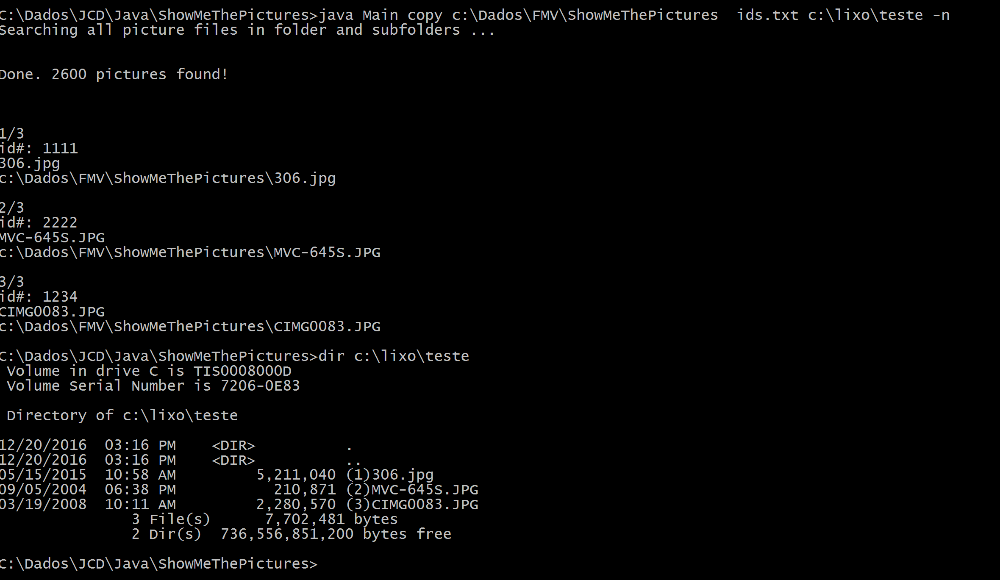 C:\Dados\JCD\Java\ShowMeThePictures>java Main copy c:\Dados\FMV\ShowMeThePictures  ids.txt c:\lixo\teste -n
Searching all picture files in folder and subfolders ...
Done. 2600 pictures found!
1/3
id#: 1111
306.jpg
c:\Dados\FMV\ShowMeThePictures\306.jpg
2/3
id#: 2222
MVC-645S.JPG
c:\Dados\FMV\ShowMeThePictures\MVC-645S.JPG
3/3
id#: 1234
CIMG0083.JPG
c:\Dados\FMV\ShowMeThePictures\CIMG0083.JPG
C:\Dados\JCD\Java\ShowMeThePictures>dir c:\lixo\teste
 Volume in drive C is TIS0008000D
 Volume Serial Number is 7206-0E83
 Directory of c:\lixo\teste
12/20/2016  03:16 PM    <DIR>          .
12/20/2016  03:16 PM    <DIR>          ..
05/15/2015  10:58 AM         5,211,040 (1)306.jpg
09/05/2004  06:38 PM           210,871 (2)MVC-645S.JPG
03/19/2008  10:11 AM         2,280,570 (3)CIMG0083.JPG
               3 File(s)      7,702,481 bytes
               2 Dir(s)  736,556,851,200 bytes free
C:\Dados\JCD\Java\ShowMeThePictures>